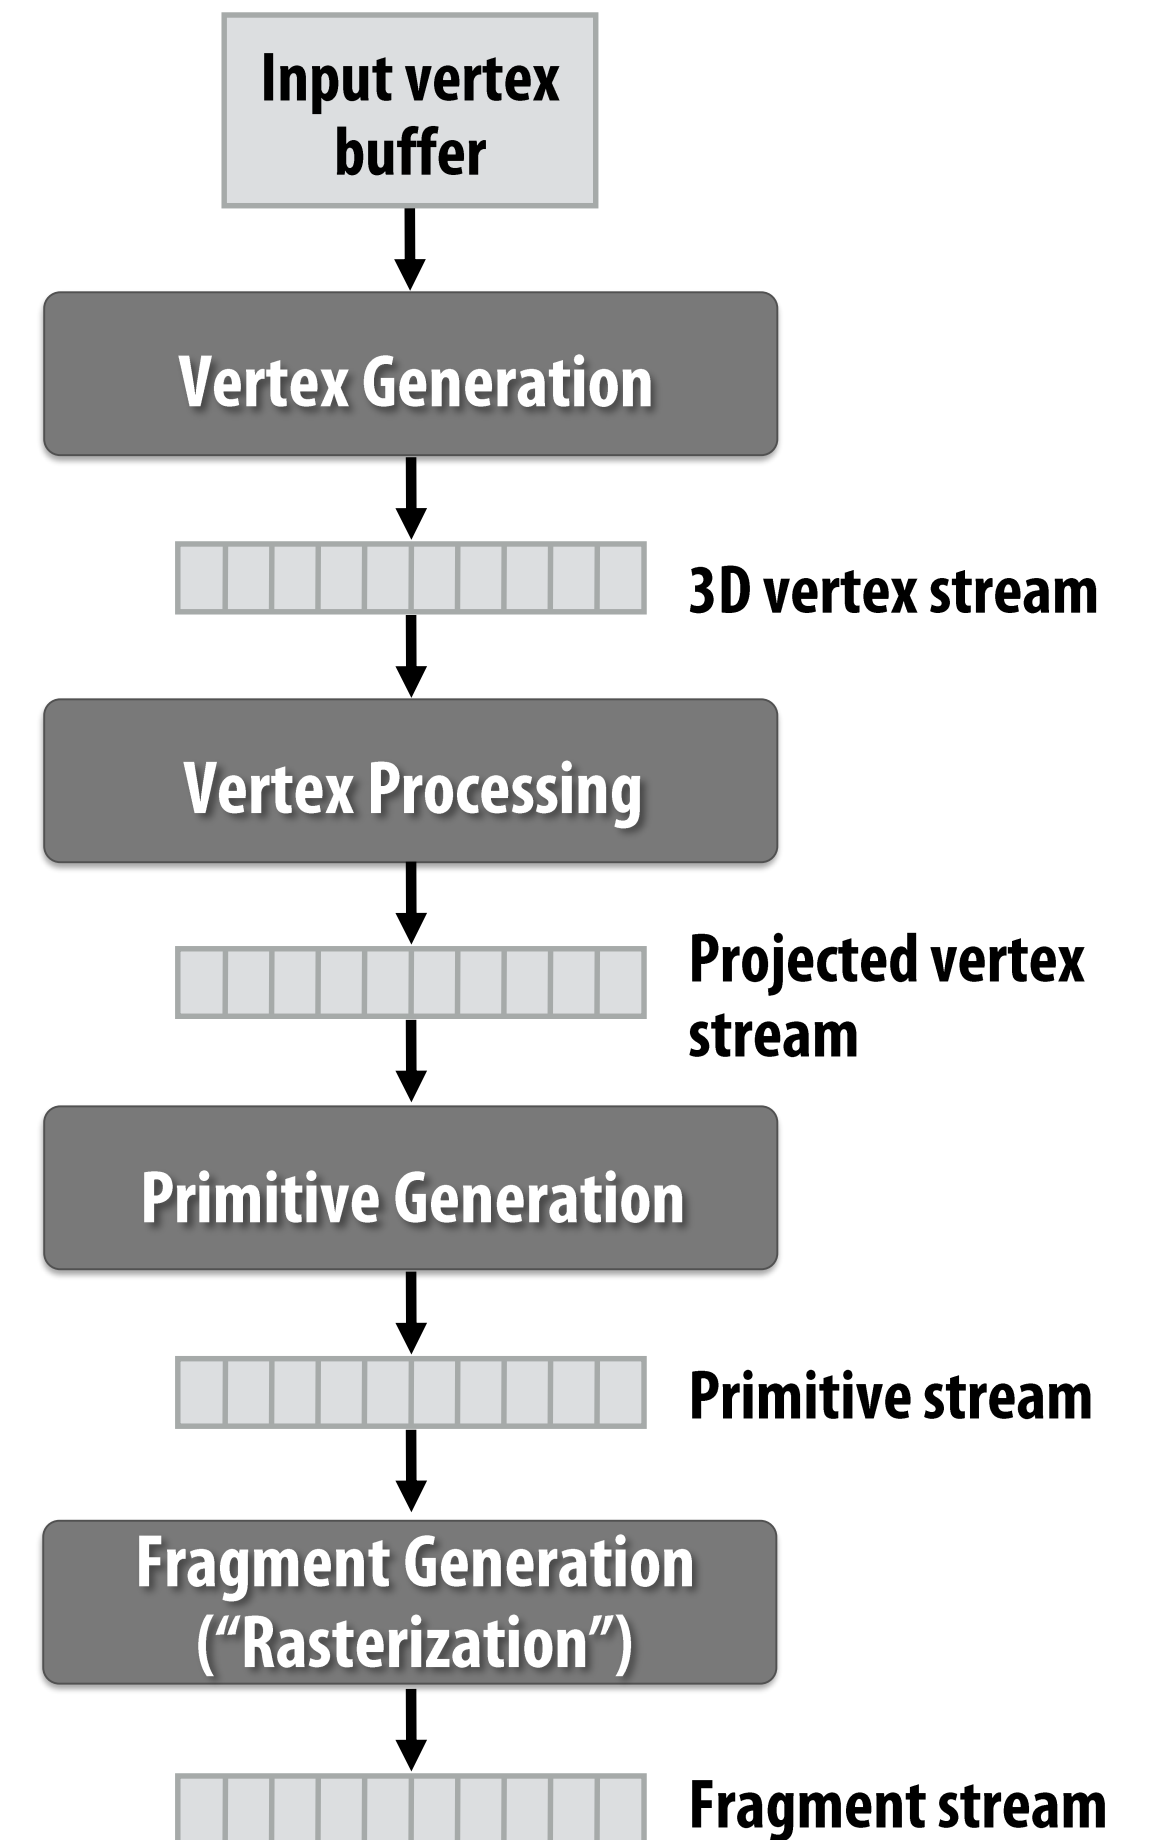 Input vertex
buffer
Vertex Generation
3D vertex stream
Vertex Processing
Projected vertex
stream
Primitive Generation
Primitive stream
Fragment Generation
(“Rasterization”)
Fragment stream